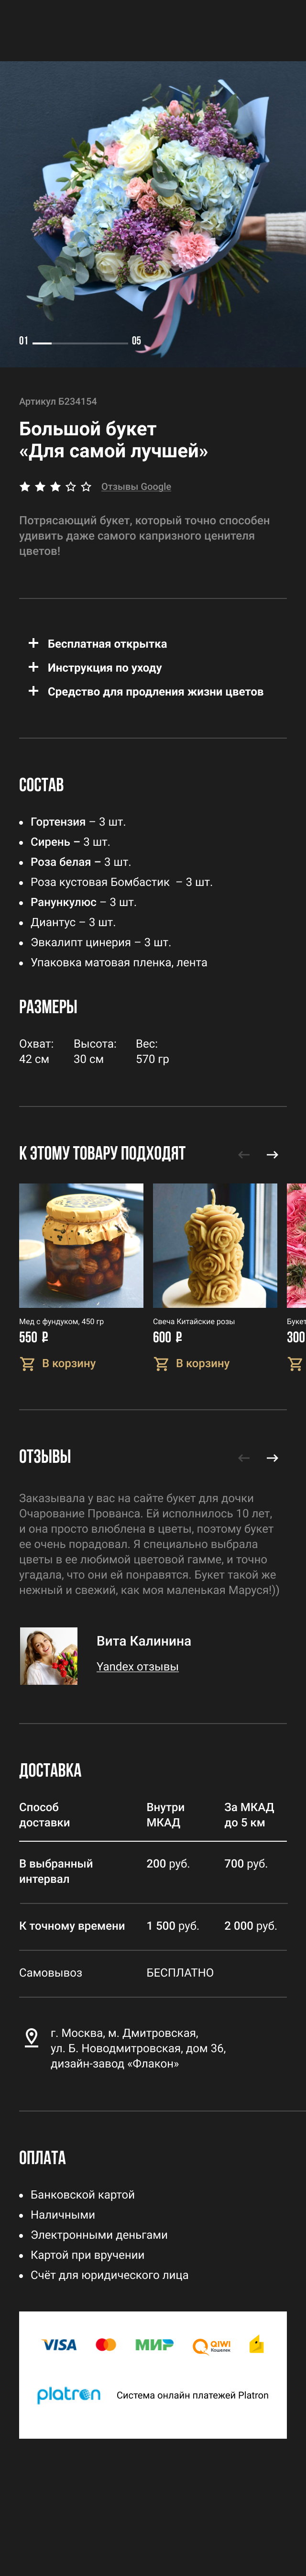 01 05
Артикул Б234154
Большой букет
«Для самой лучшей»
Отзывы Google
Потрясающий букет, который точно способен
удивить даже самого капризного ценителя
цветов!
Бесплатная открытка
Инструкция по уходу
Средство для продления жизни цветов
СОСТАВ
Гортензия – 3 шт.
Сирень – 3 шт.
Роза белая – 3 шт.
Роза кустовая Бомбастик – 3 шт.
Ранункулюс – 3 шт.
Диантус – 3 шт.
Эвкалипт цинерия – 3 шт.
Упаковка матовая пленка, лента
РАЗМЕРЫ
Охват: Высота: Вес:
42 см 30 см 570 гр
К ЭТОМУ ТОВАРУ ПОДХОДЯТ
Мед с фундуком, 450 гр Свеча Китайские розы Букет
550 ₽ 600 ₽ 300
В корзину В корзину
ОТЗЫВЫ
Заказывала у вас на сайте букет для дочки
Очарование Прованса. Ей исполнилось 10 лет,
и она просто влюблена в цветы, поэтому букет
ее очень порадовал. Я специально выбрала
цветы в ее любимой цветовой гамме, и точно
угадала, что они ей понравятся. Букет такой же
нежный и свежий, как моя маленькая Маруся!))
Вита Калинина
Yandex отзывы
ДОСТАВКА
Способ Внутри За МКАД
доставки МКАД до 5 км
В выбранный 200 руб. 700 руб.
интервал
К точному времени 1 500 руб. 2 000 руб.
Самовывоз БЕСПЛАТНО
г. Москва, м. Дмитровская,
ул. Б. Новодмитровская, дом 36,
дизайн-завод «Флакон»
ОПЛАТА
Банковской картой
Наличными
Электронными деньгами
Картой при вручении
Счёт для юридического лица
VISA МИР QIWI
Кошелек
platron Система онлайн платежей Platron